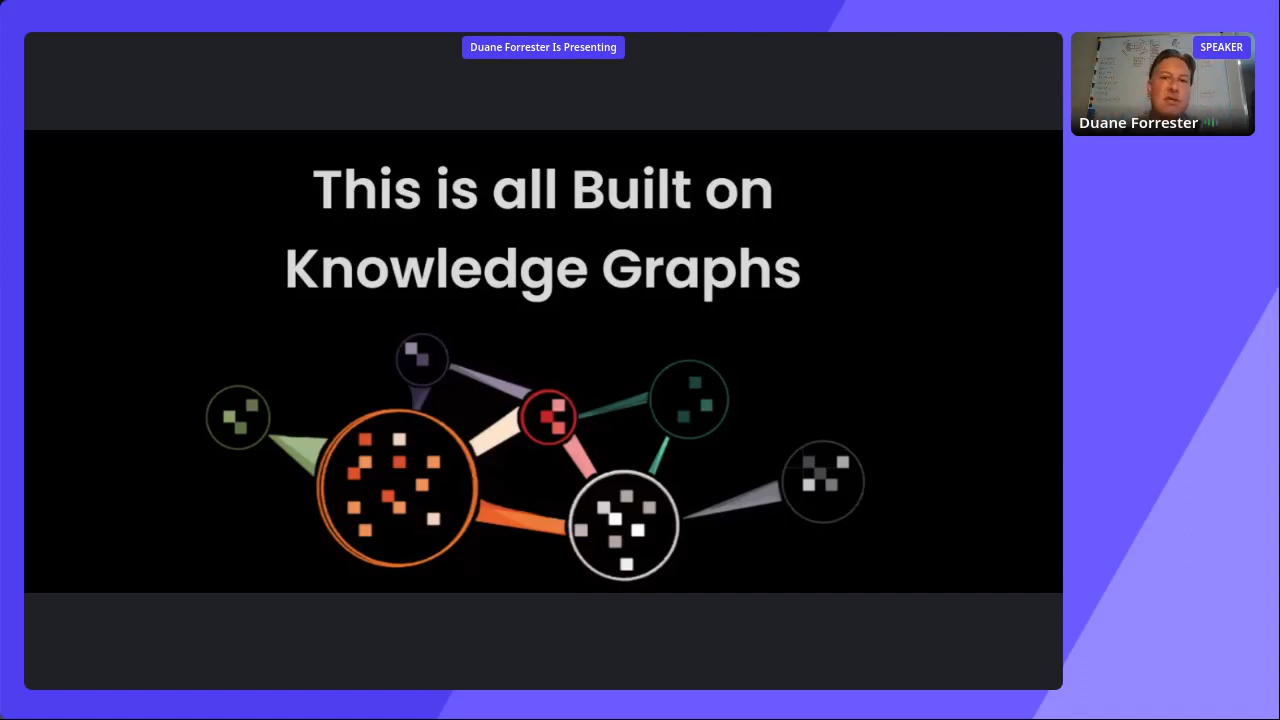 Duane Forrester Is Presenting
SPEAKER
Duane Forrester
This is all Built on
Knowledge Graphs